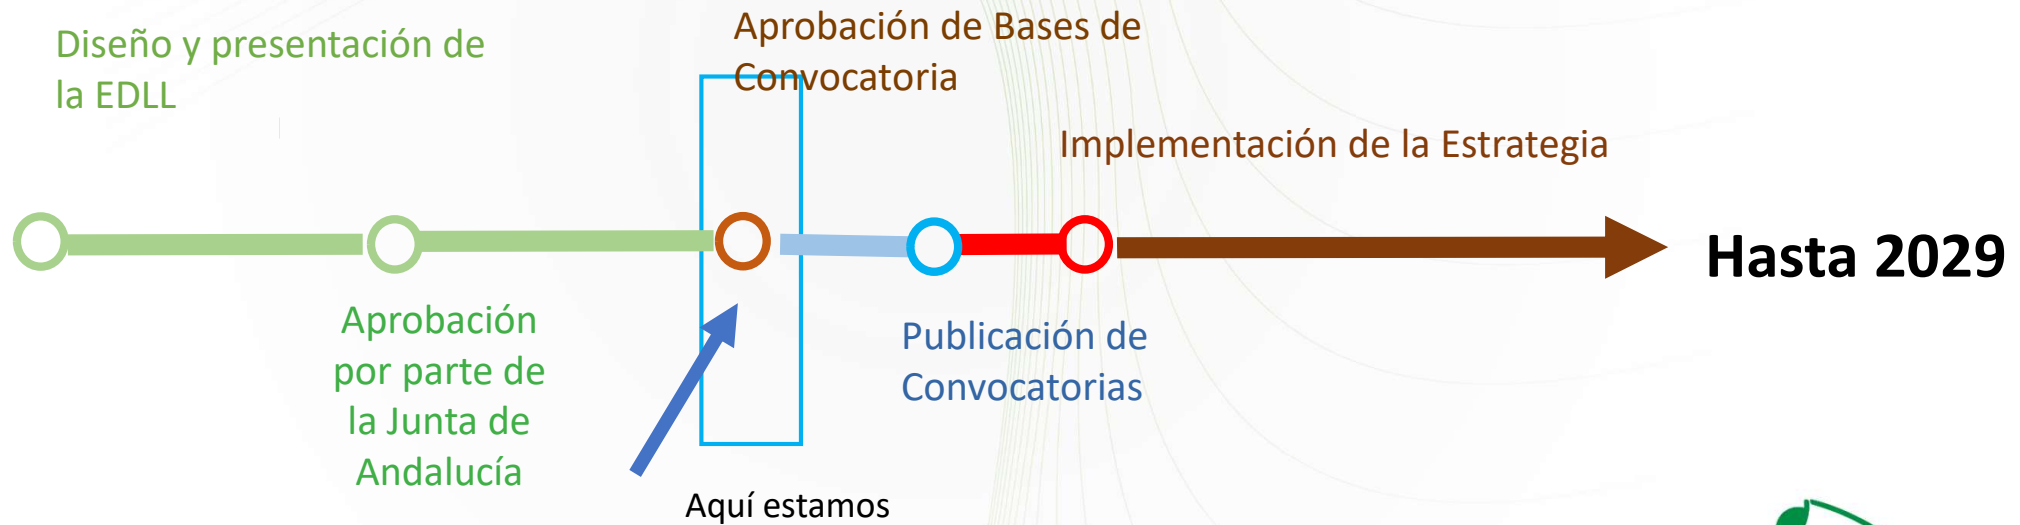 Diseño y presentación de
la EDLL
Aprobación
por parte de
la Junta de
Andalucía
Aprobación de Bases de
Convocatoria
Aquí estamos
Publicación de
Convocatorias
Implementación de la Estrategia
Hasta 2029